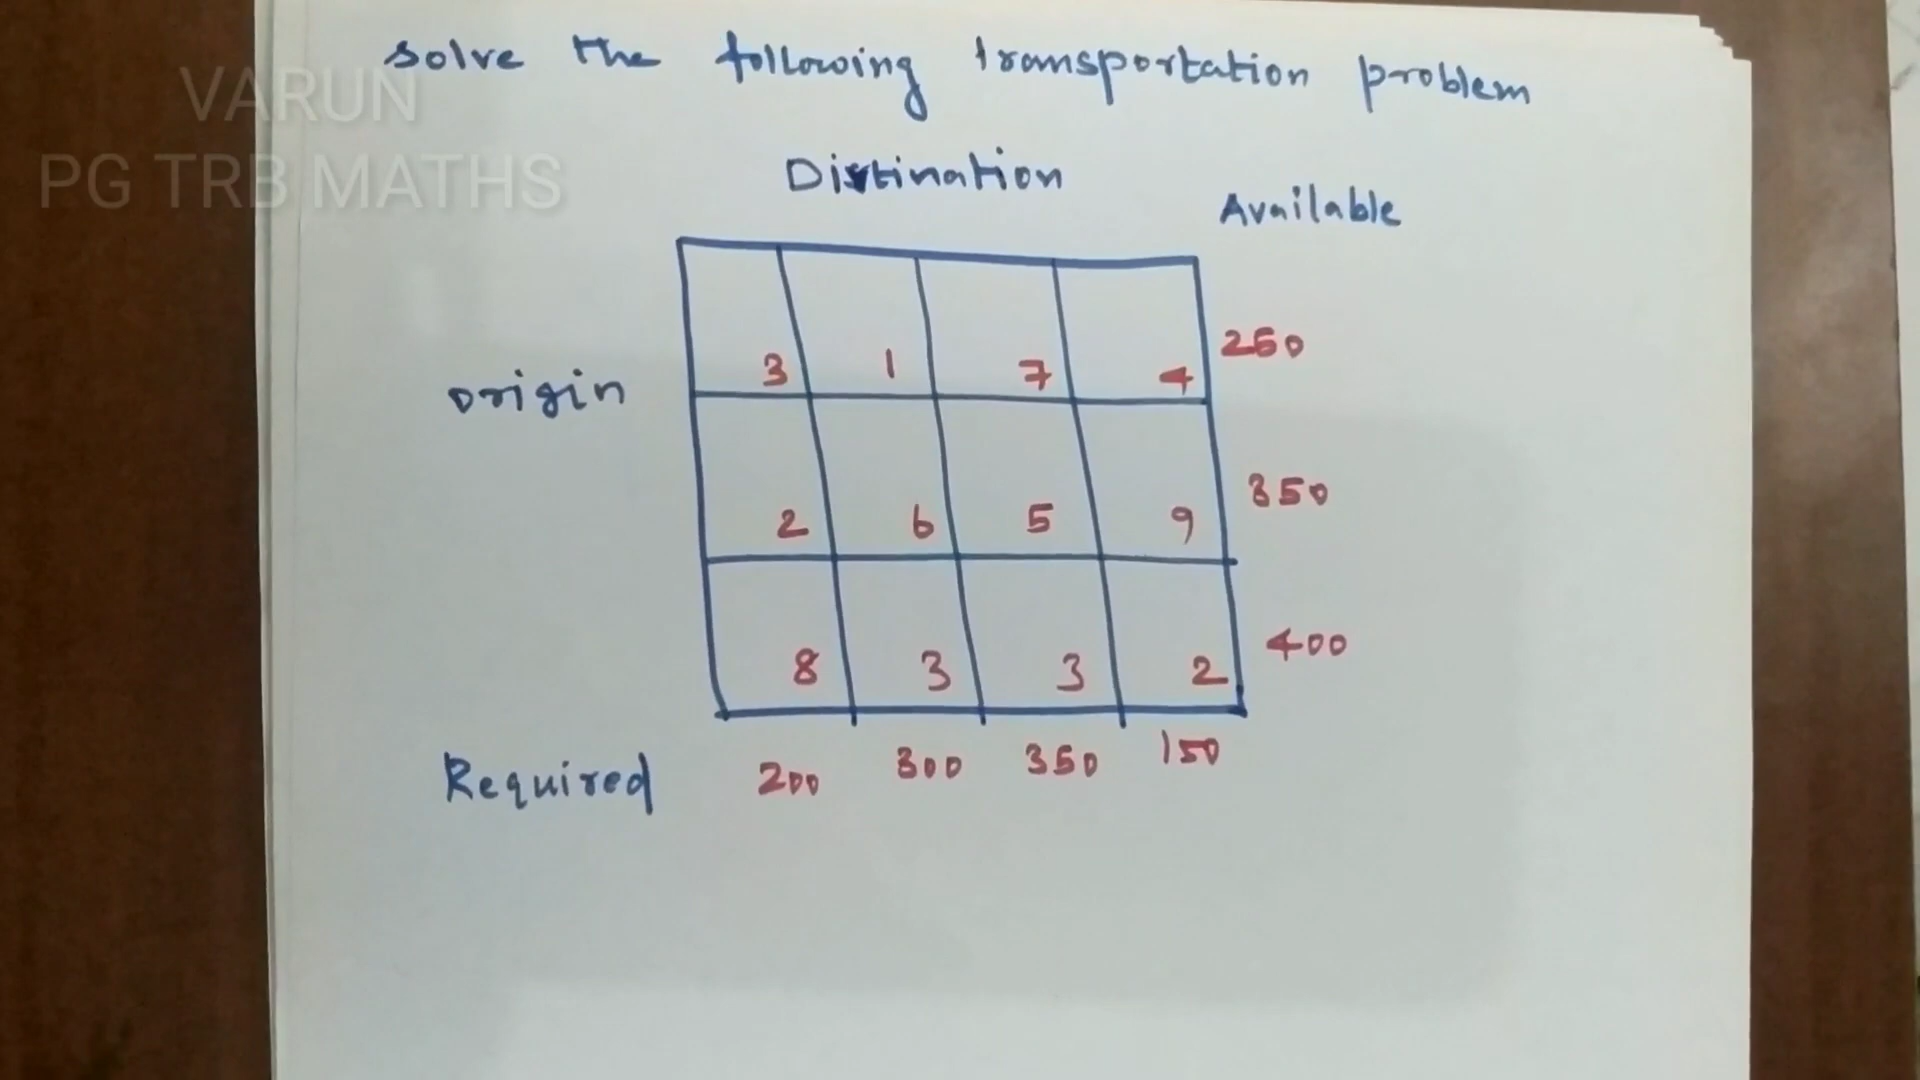 solve the following transportation problem
VARUN
PG TRB MATHS
Distination
Available
3 1 7 4 250
origin
2 6 5 9 350
8 3 3 2 400
Required 200 300 350 150